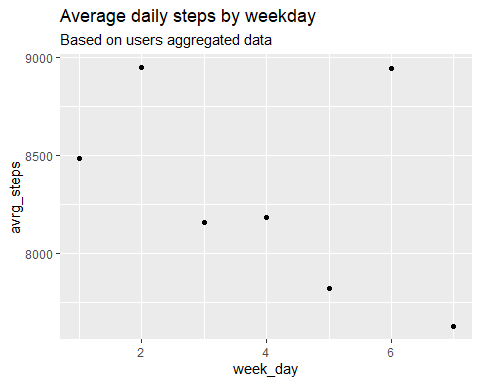 Average daily steps by weekday
Based on users aggregated data
9000
8500
8000
avrg_steps
2
4
6
week_day